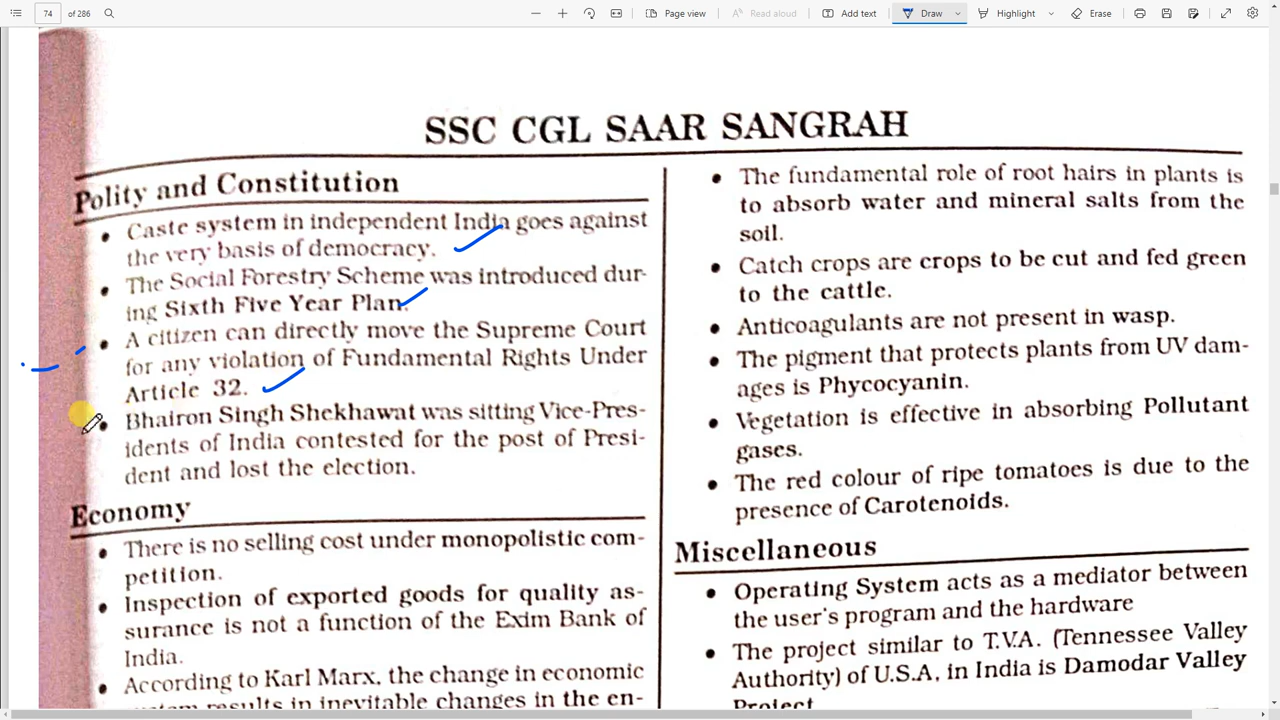 74 of 286
Page view
Read aloud
Add text
Draw
Highlight
Erase
SSC CGL SAAR SANGRAH
Polity and Constitution
• Caste system in independent India goes against
the very basis of democracy.
• The Social Forestry Scheme was introduced dur-
ing Sixth Five Year Plan.
• A citizen can directly move the Supreme Court
for any violation of Fundamental Rights Under
Article 32.
• Bhairon Singh Shekhawat was sitting Vice-Pres-
idents of India contested for the post of Presi-
dent and lost the election.
Economy
• There is no selling cost under monopolistic com-
petition.
• Inspection of exported goods for quality as-
surance is not a function of the Exim Bank of
India.
• According to Karl Marx, the change in economic
results in inevitable changes in the en-
• The fundamental role of root hairs in plants is
to absorb water and mineral salts from the
soil.
• Catch crops are crops to be cut and fed green
to the cattle.
• Anticoagulants are not present in wasp.
• The pigment that protects plants from UV dam-
ages is Phycocyanin.
• Vegetation is effective in absorbing Pollutant
gases.
• The red colour of ripe tomatoes is due to the
presence of Carotenoids.
Miscellaneous
• Operating System acts as a mediator between
the user's program and the hardware
• The project similar to T.V.A. (Tennessee Valley
Authority) of U.S.A, in India is Damodar Valley
Project